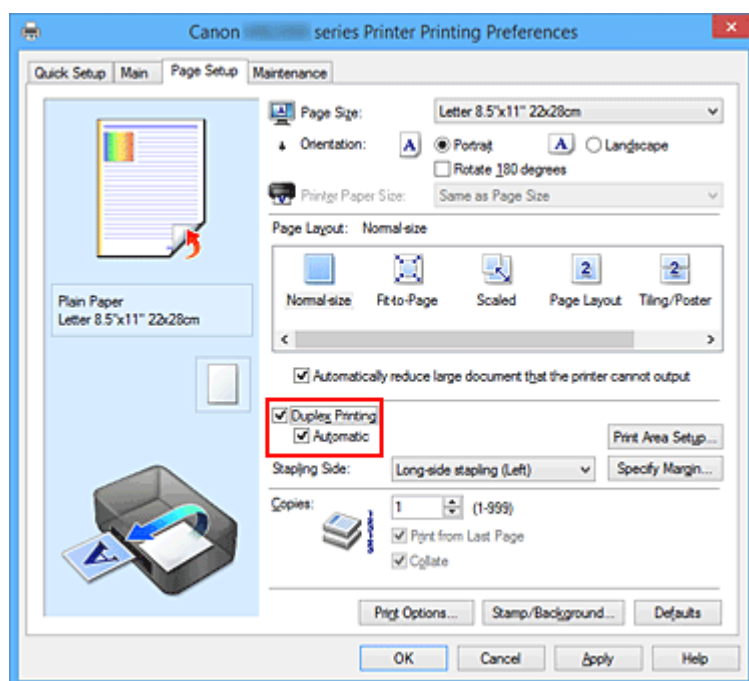 Canon series Printer Printing Preferences
Quick Setup Main Page Setup Maintenance
Page Size: Letter 8.5"x11" 22x28cm
Orientation: A Portrait A Landscape
Rotate 180 degrees
Printer Paper Size: Same as Page Size
Page Layout: Normal-size
2 2
Normal-size Fit-to-Page Scaled Page Layout Tiling/Poster
Plain Paper
Letter 8.5"x11" 22x28cm
Automatically reduce large document that the printer cannot output
Duplex Printing
Automatic
Print Area Setup...
Stapling Side: Long-side stapling (Left) Specify Margin...
Copies: 1 (1-999)
Print from Last Page
Collate
A
Print Options... Stamp/Background... Defaults
OK Cancel Apply Help